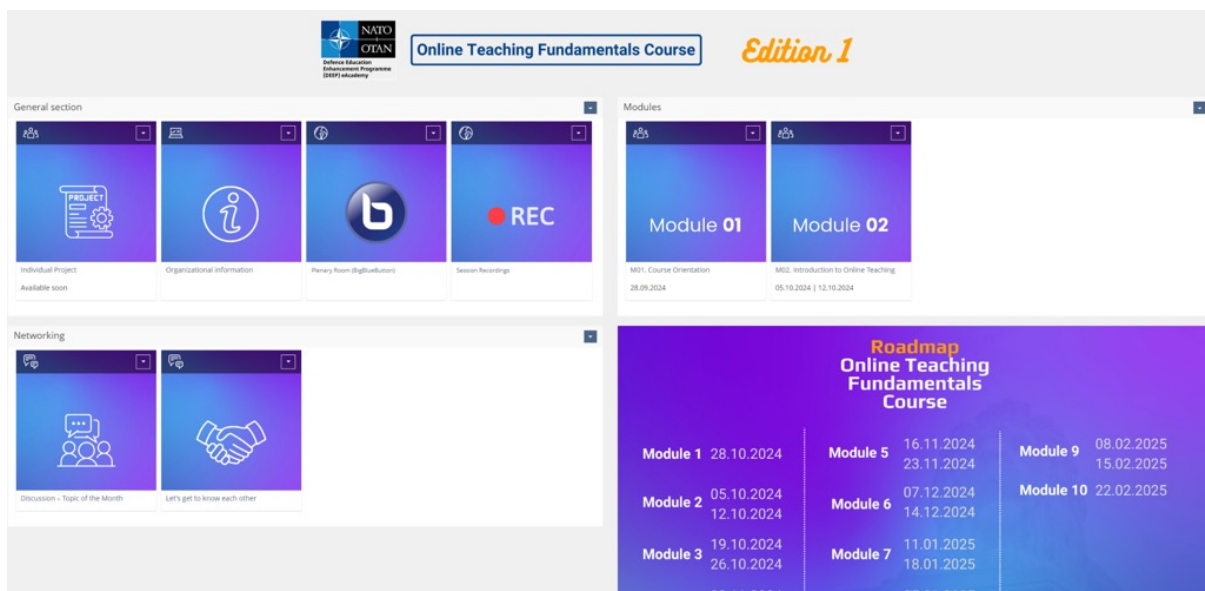 NATO
OTAN
Defence Education
Enhancement Programme
(DEEP) eAcademy
Online Teaching Fundamentals Course
Edition 1
General section
PROJECT
REC
Individual Project
Available soon
Organizational Information
Plenary Room (BigBlueButton)
Session Recordings
Modules
Module 01
Module 02
M01. Course Orientation
28.09.2024
M02. Introduction to Online Teaching
05.10.2024 | 12.10.2024
Networking
Discussion – Topic of the Month
Let's get to know each other
Roadmap
Online Teaching
Fundamentals
Course
Module 1 28.10.2024
Module 2 05.10.2024
12.10.2024
Module 3 19.10.2024
26.10.2024
Module 5 16.11.2024
23.11.2024
Module 6 07.12.2024
14.12.2024
Module 7 11.01.2025
18.01.2025
Module 9 08.02.2025
15.02.2025
Module 10 22.02.2025